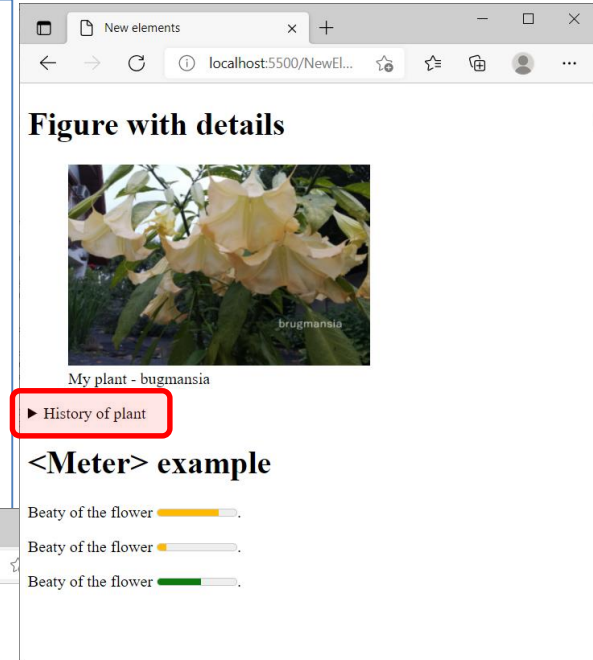 New elements
localhost:5500/NewEl...
Figure with details
brugmansia
My plant - bugmansia
History of plant
<Meter> example
Beaty of the flower .
Beaty of the flower .
Beaty of the flower .